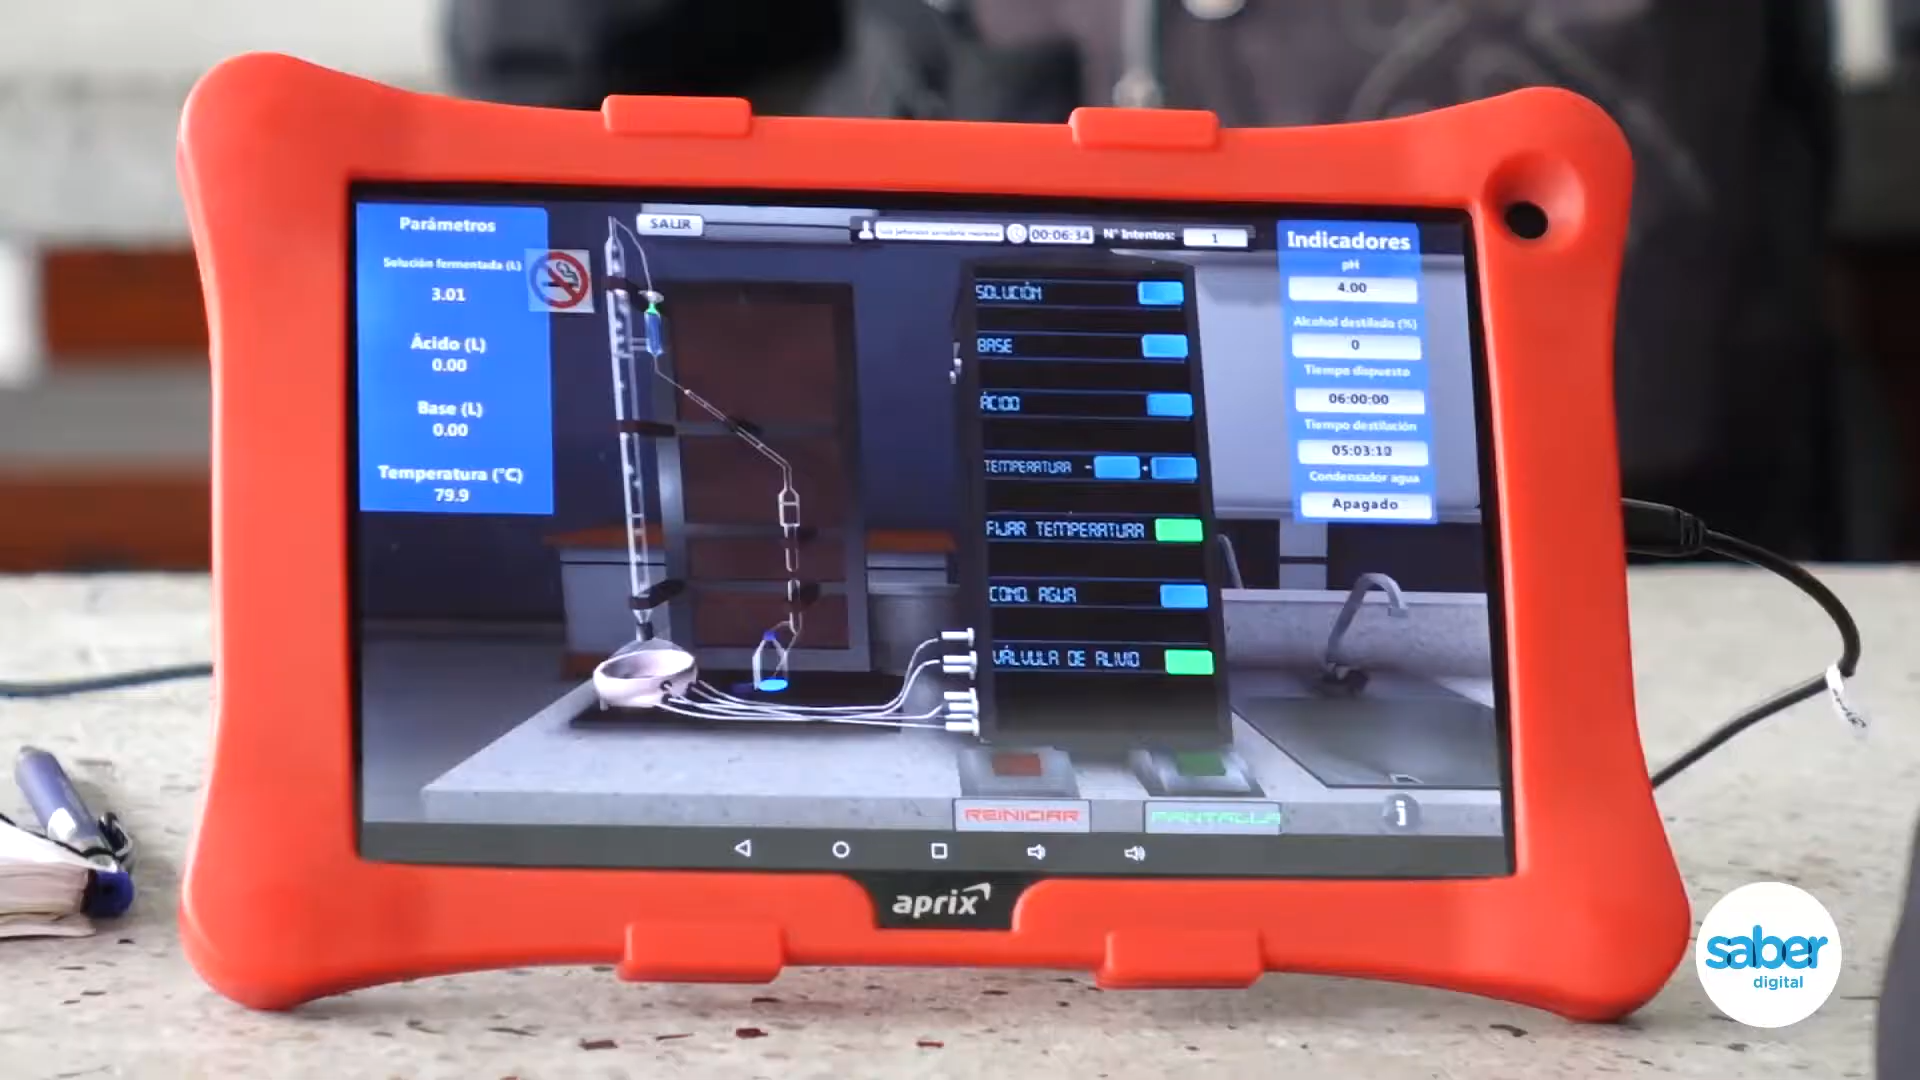 Parámetros
Solución fermentada (L)
3.01
Ácido (L)
0.00
Base (L)
0.00
Temperatura (°C)
79.9
SALIR
00:06:34
N° Intentos:
1
SOLUCIÓN
BASE
ÁCIDO
TEMPERATURA - +
FIJAR TEMPERATURA
COND. AGUA
VÁLVULA DE ALIVIO
REINICIAR
PANTALLA
i
Indicadores
pH
4.00
Alcohol destilado (%)
0
Tiempo dispuesto
06:00:00
Tiempo destilución
05:03:10
Condensador agua
Apagado
aprix
saber
digital